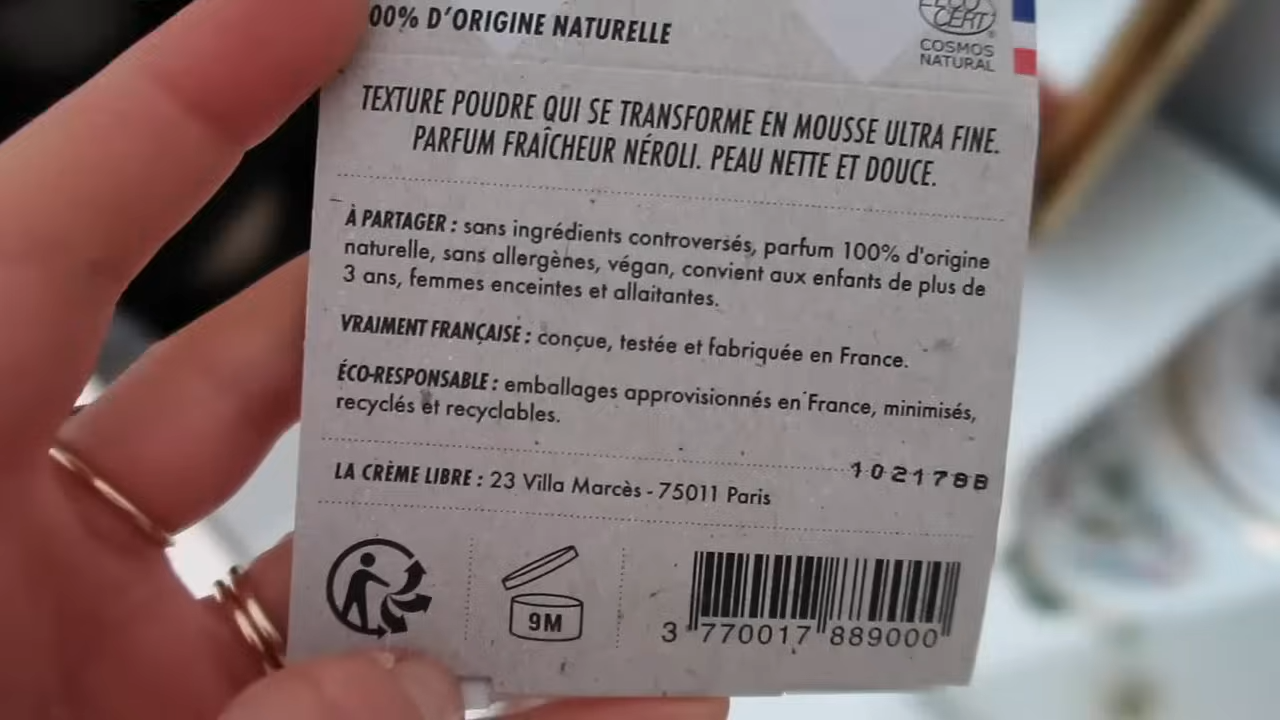 00% D'ORIGINE NATURELLE
CERT
COSMOS
NATURAL
TEXTURE POUDRE QUI SE TRANSFORME EN MOUSSE ULTRA FINE.
PARFUM FRAÎCHEUR NÉROLI. PEAU NETTE ET DOUCE.
À PARTAGER : sans ingrédients controversés, parfum 100% d'origine
naturelle, sans allergènes, végan, convient aux enfants de plus de
3 ans, femmes enceintes et allaitantes.
VRAIMENT FRANÇAISE : conçue, testée et fabriquée en France.
ÉCO-RESPONSABLE : emballages approvisionnés en France, minimisés,
recyclés et recyclables.
102178B
LA CRÈME LIBRE : 23 Villa Marcès - 75011 Paris
9M
3 770017 889000